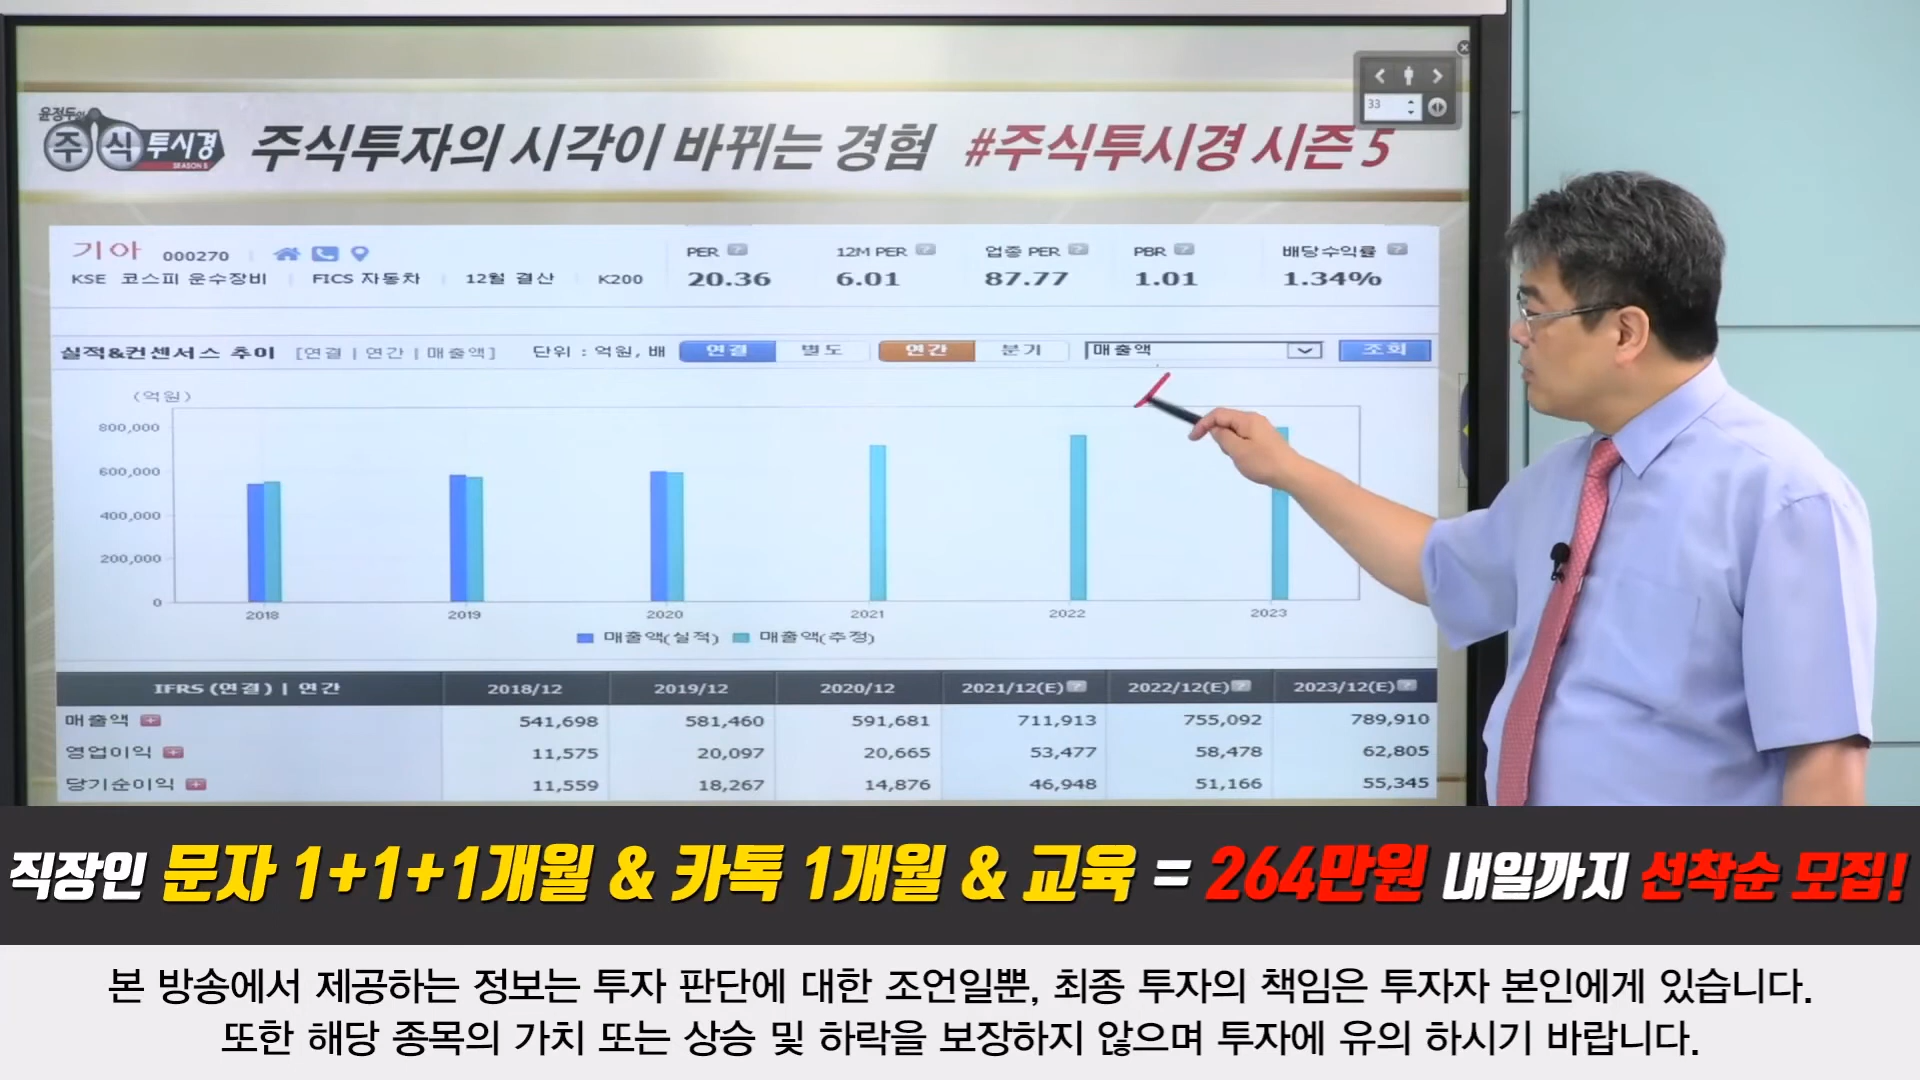 윤정두의
주식투시경
SEASON 5
주식투자의 시각이 바뀌는 경험 #주식투시경 시즌 5
33
기아 000270
KSE 코스피 운수장비 FICS 자동차 12월 결산 K200
PER 12M PER 업종 PER PBR 배당수익률
20.36 6.01 87.77 1.01 1.34%
실적&컨센서스 추이 [연결 | 연간 | 매출액] 단위 : 억원, 배 연결 별도 연간 분기 매출액 조회
(억원)
800,000
600,000
400,000
200,000
0
2018 2019 2020 2021 2022 2023
매출액(실적) 매출액(추정)
IFRS (연결) | 연간 2018/12 2019/12 2020/12 2021/12(E) 2022/12(E) 2023/12(E)
매출액 541,698 581,460 591,681 711,913 755,092 789,910
영업이익 11,575 20,097 20,665 53,477 58,478 62,805
당기순이익 11,559 18,267 14,876 46,948 51,166 55,345
직장인 문자 1+1+1개월 & 카톡 1개월 & 교육 = 264만원 내일까지 선착순 모집!
본 방송에서 제공하는 정보는 투자 판단에 대한 조언일뿐, 최종 투자의 책임은 투자자 본인에게 있습니다.
또한 해당 종목의 가치 또는 상승 및 하락을 보장하지 않으며 투자에 유의 하시기 바랍니다.